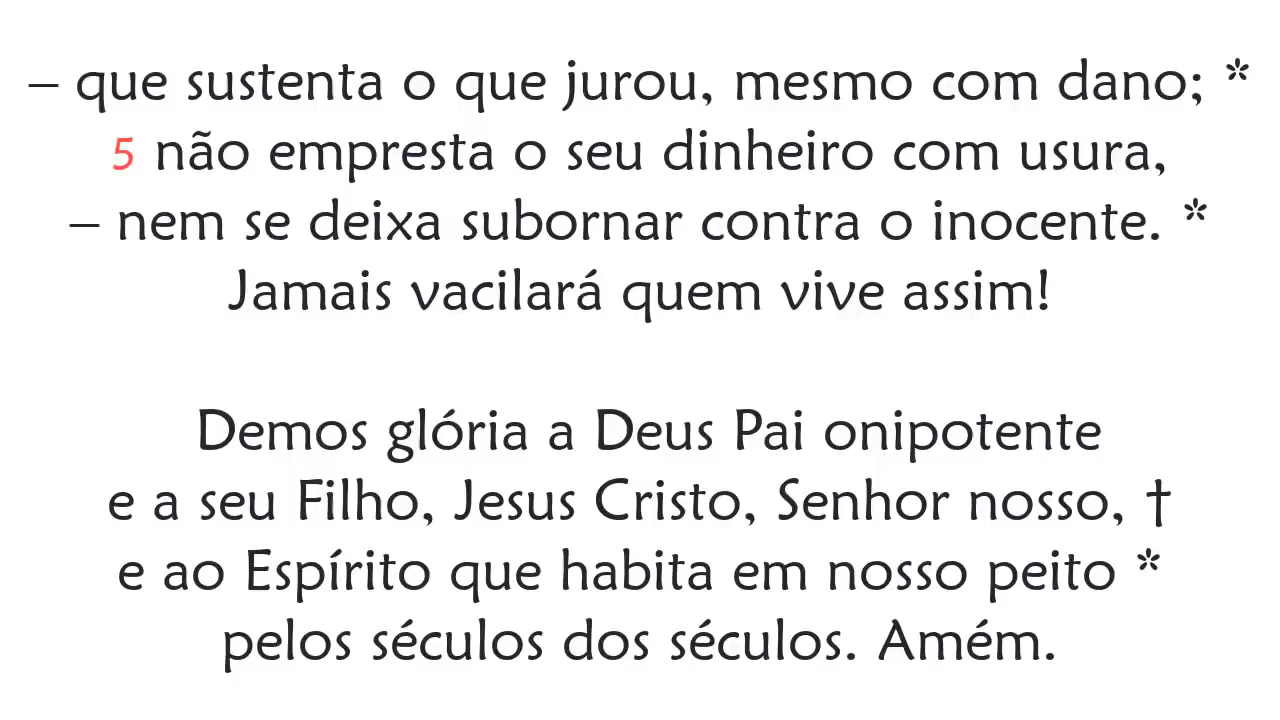 – que sustenta o que jurou, mesmo com dano; *
5 não empresta o seu dinheiro com usura,
– nem se deixa subornar contra o inocente. *
Jamais vacilará quem vive assim!
Demos glória a Deus Pai onipotente
e a seu Filho, Jesus Cristo, Senhor nosso, †
e ao Espírito que habita em nosso peito *
pelos séculos dos séculos. Amém.